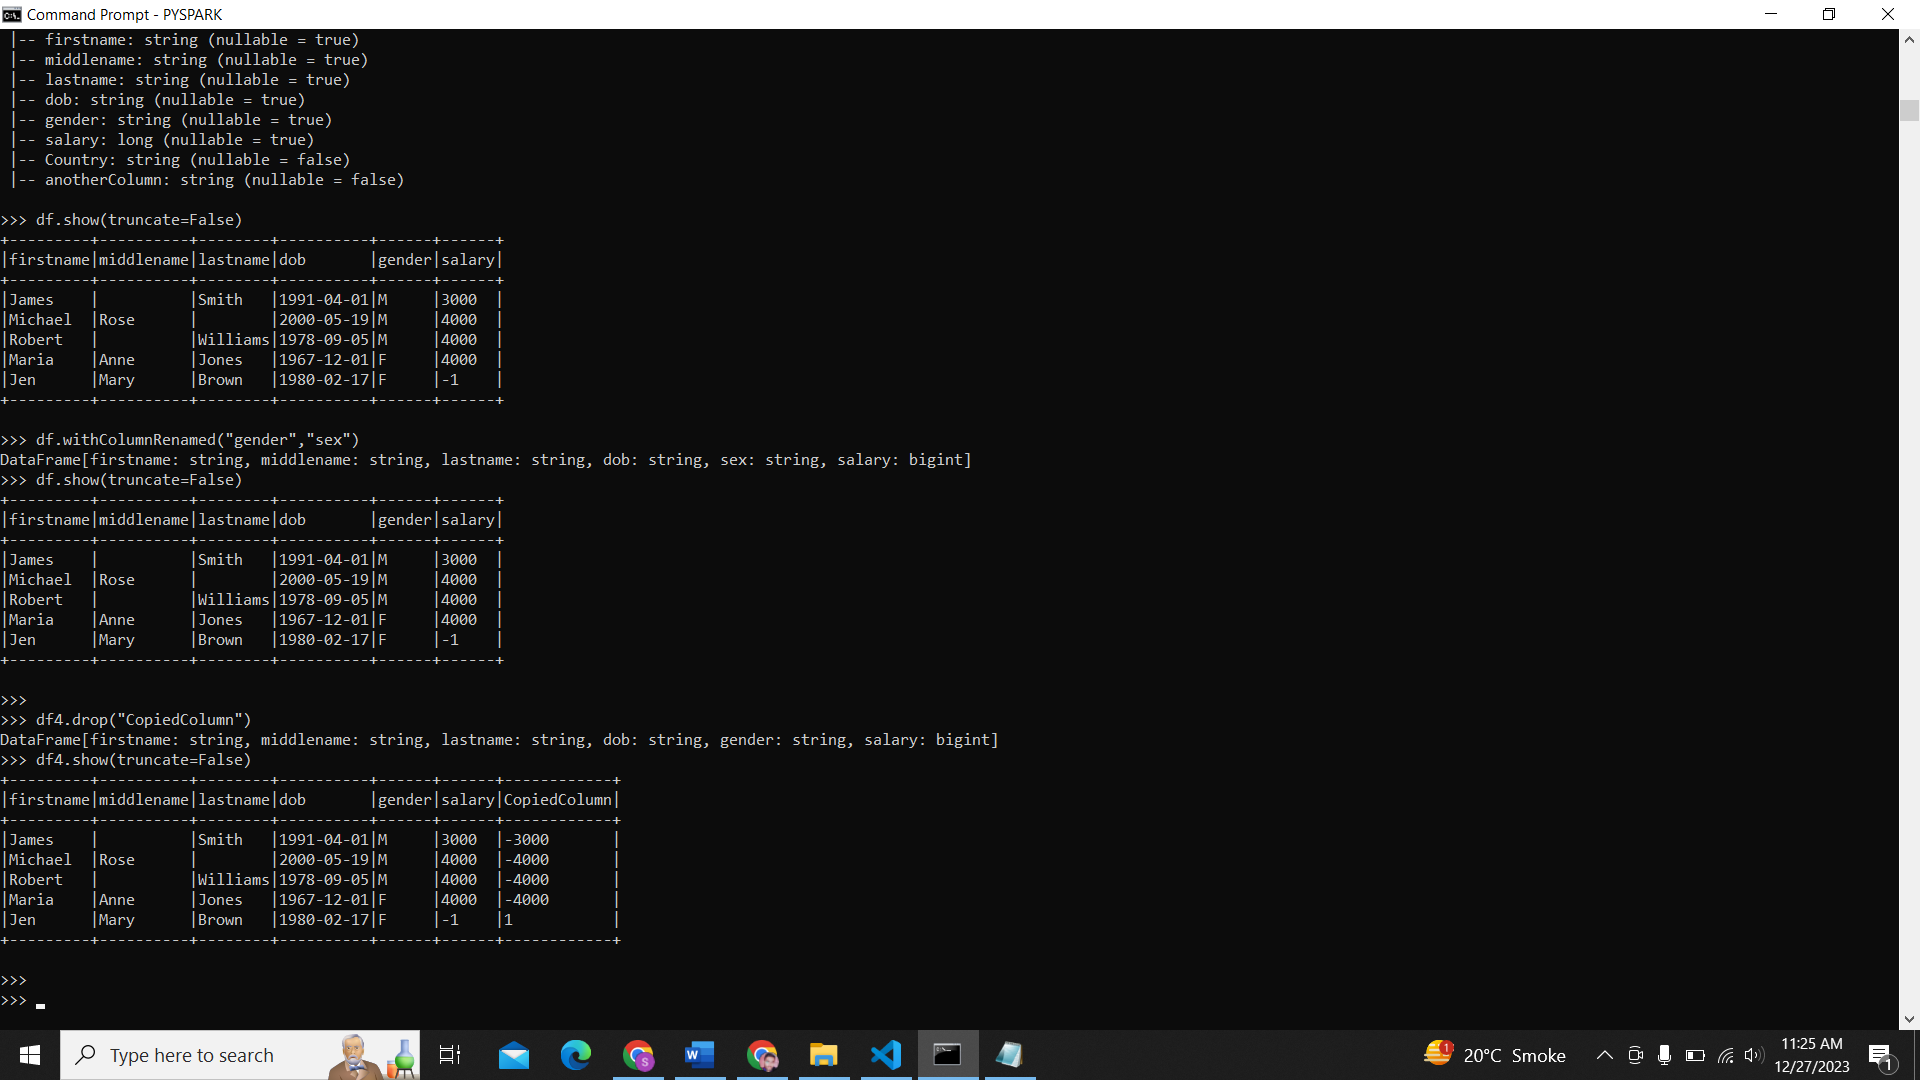 Command Prompt - PYSPARK
|-- firstname: string (nullable = true)
|-- middlename: string (nullable = true)
|-- lastname: string (nullable = true)
|-- dob: string (nullable = true)
|-- gender: string (nullable = true)
|-- salary: long (nullable = true)
|-- Country: string (nullable = false)
|-- anotherColumn: string (nullable = false)
>>> df.show(truncate=False)
+---------+----------+--------+----------+------+------+
|firstname|middlename|lastname|dob       |gender|salary|
+---------+----------+--------+----------+------+------+
|James    |          |Smith   |1991-04-01|M     |3000  |
|Michael  |Rose      |        |2000-05-19|M     |4000  |
|Robert   |          |Williams|1978-09-05|M     |4000  |
|Maria    |Anne      |Jones   |1967-12-01|F     |4000  |
|Jen      |Mary      |Brown   |1980-02-17|F     |-1    |
+---------+----------+--------+----------+------+------+
>>> df.withColumnRenamed("gender","sex")
DataFrame[firstname: string, middlename: string, lastname: string, dob: string, sex: string, salary: bigint]
>>> df.show(truncate=False)
+---------+----------+--------+----------+------+------+
|firstname|middlename|lastname|dob       |gender|salary|
+---------+----------+--------+----------+------+------+
|James    |          |Smith   |1991-04-01|M     |3000  |
|Michael  |Rose      |        |2000-05-19|M     |4000  |
|Robert   |          |Williams|1978-09-05|M     |4000  |
|Maria    |Anne      |Jones   |1967-12-01|F     |4000  |
|Jen      |Mary      |Brown   |1980-02-17|F     |-1    |
+---------+----------+--------+----------+------+------+
>>>
>>> df4.drop("CopiedColumn")
DataFrame[firstname: string, middlename: string, lastname: string, dob: string, gender: string, salary: bigint]
>>> df4.show(truncate=False)
+---------+----------+--------+----------+------+------+------------+
|firstname|middlename|lastname|dob       |gender|salary|CopiedColumn|
+---------+----------+--------+----------+------+------+------------+
|James    |          |Smith   |1991-04-01|M     |3000  |-3000       |
|Michael  |Rose      |        |2000-05-19|M     |4000  |-4000       |
|Robert   |          |Williams|1978-09-05|M     |4000  |-4000       |
|Maria    |Anne      |Jones   |1967-12-01|F     |4000  |-4000       |
|Jen      |Mary      |Brown   |1980-02-17|F     |-1    |1           |
+---------+----------+--------+----------+------+------+------------+
>>>
>>>
Type here to search
1
20°C Smoke
11:25 AM
12/27/2023
1